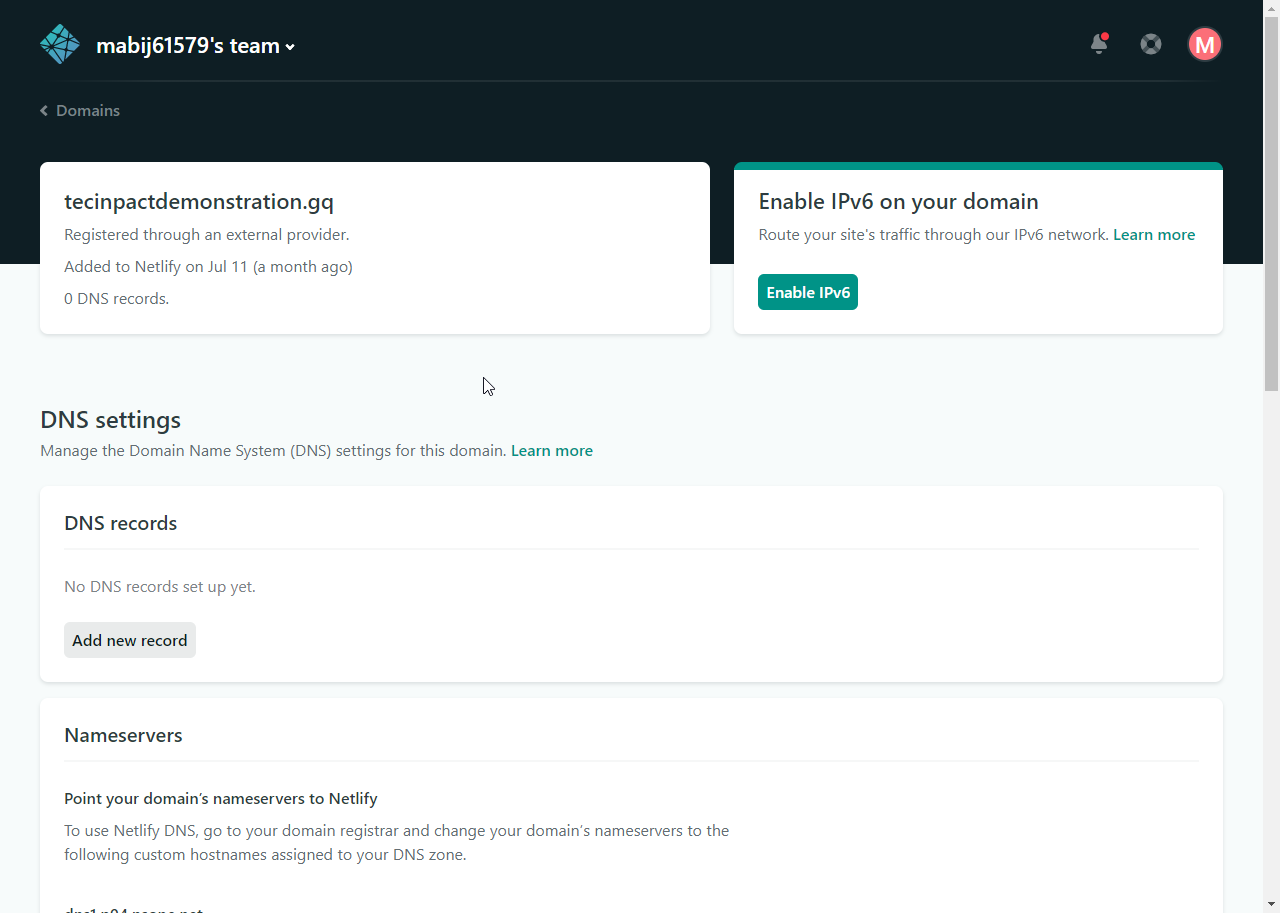 mabij61579's team
M
Domains
tecinpactdemonstration.gq
Registered through an external provider.
Added to Netlify on Jul 11 (a month ago)
0 DNS records.
Enable IPv6 on your domain
Route your site's traffic through our IPv6 network. Learn more
Enable IPv6
DNS settings
Manage the Domain Name System (DNS) settings for this domain. Learn more
DNS records
No DNS records set up yet.
Add new record
Nameservers
Point your domain’s nameservers to Netlify
To use Netlify DNS, go to your domain registrar and change your domain’s nameservers to the
following custom hostnames assigned to your DNS zone.